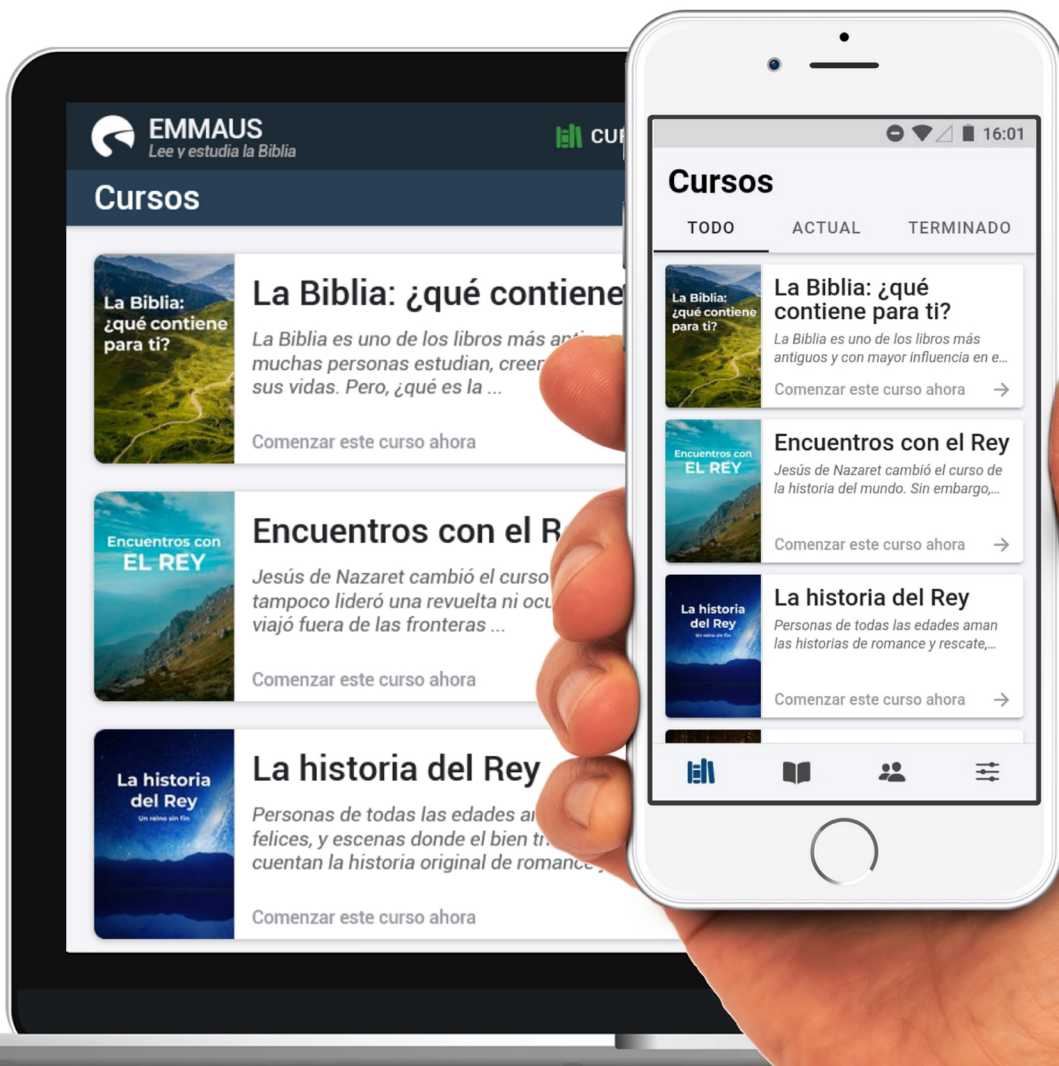 EMMAUS
Lee y estudia la Biblia
Cursos
La Biblia:
¿qué contiene
para ti?
La Biblia: ¿qué contiene
La Biblia es uno de los libros más
muchas personas estudian,
sus vidas. Pero, ¿qué es la ...
Comenzar este curso ahora
Encuentros con
EL REY
Encuentros con el
Jesús de Nazaret cambió el curso
tampoco lideró una revuelta ni
viajó fuera de las fronteras ...
Comenzar este curso ahora
La historia
del Rey
Un reino sin fin
La historia del Rey
Personas de todas las edades
felices, y escenas donde el bien
cuentan la historia original de romance
Comenzar este curso ahora
16:01
Cursos
TODO ACTUAL TERMINADO
La Biblia:
¿qué contiene
para ti?
La Biblia: ¿qué
contiene para ti?
La Biblia es uno de los libros más
antiguos y con mayor influencia en e...
Comenzar este curso ahora
Encuentros con
EL REY
Encuentros con el Rey
Jesús de Nazaret cambió el curso de
la historia del mundo. Sin embargo,...
Comenzar este curso ahora
La historia
del Rey
Un reino sin fin
La historia del Rey
Personas de todas las edades aman
las historias de romance y rescate,...
Comenzar este curso ahora